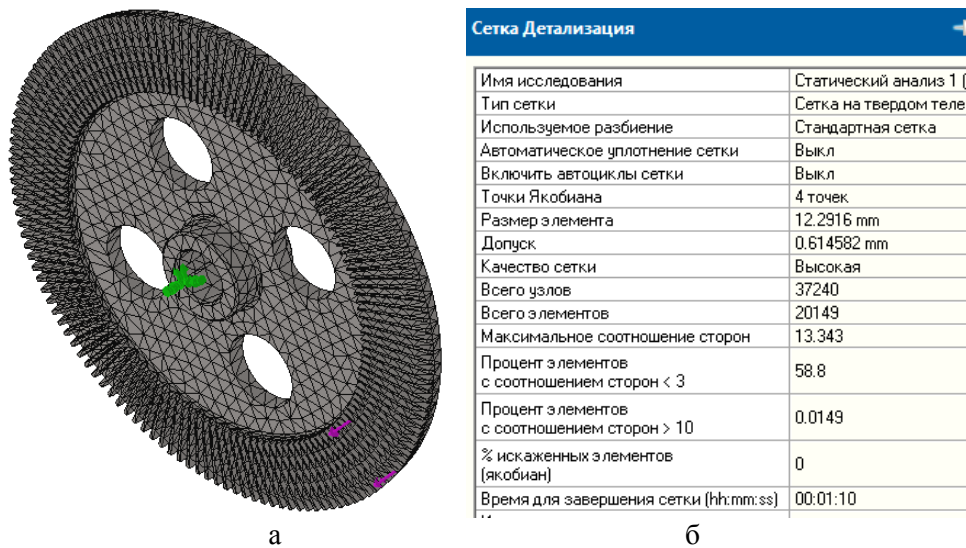 Сетка Детализация
Имя исследования Статический анализ 1 (
Тип сетки Сетка на твердом теле
Используемое разбиение Стандартная сетка
Автоматическое уплотнение сетки Выкл
Включить автоциклы сетки Выкл
Точки Якобиана 4 точек
Размер элемента 12.2916 mm
Допуск 0.614582 mm
Качество сетки Высокая
Всего узлов 37240
Всего элементов 20149
Максимальное соотношение сторон 13.343
Процент элементов
с соотношением сторон < 3 58.8
Процент элементов
с соотношением сторон > 10 0.0149
% искаженных элементов
(якобиан) 0
Время для завершения сетки (hh:mm:ss) 00:01:10
а б